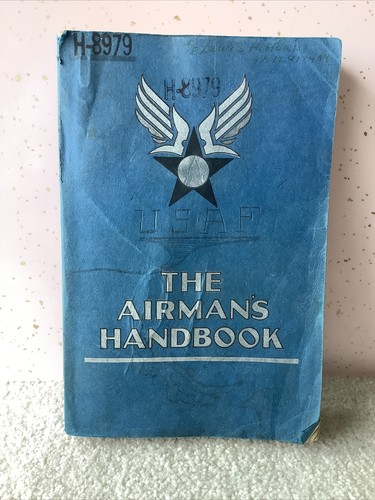 H-8979
H-8979
USAF
THE
AIRMAN'S
HANDBOOK